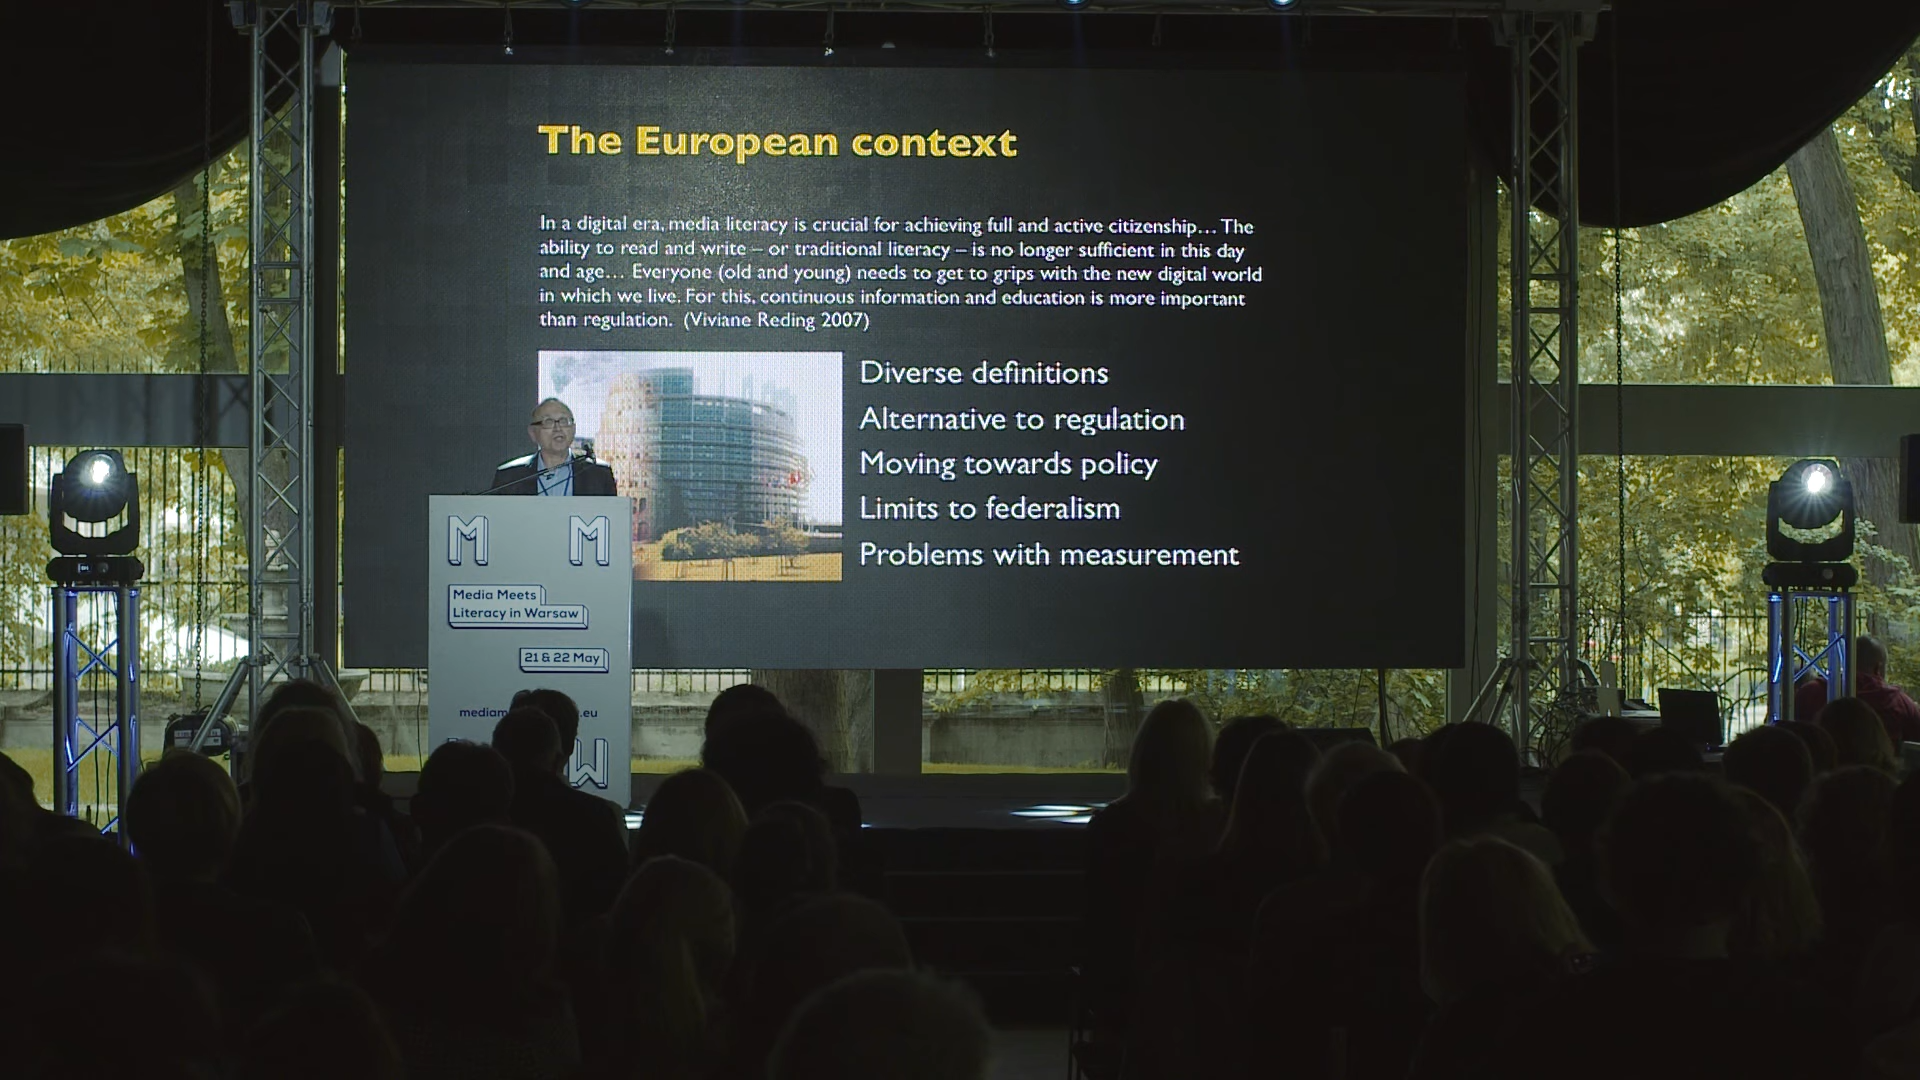 The European context
In a digital era, media literacy is crucial for achieving full and active citizenship… The
ability to read and write – or traditional literacy – is no longer sufficient in this day
and age… Everyone (old and young) needs to get to grips with the new digital world
in which we live. For this, continuous information and education is more important
than regulation. (Viviane Reding 2007)
Diverse definitions
Alternative to regulation
Moving towards policy
Limits to federalism
Problems with measurement
M M
Media Meets
Literacy in Warsaw
21 & 22 May
.eu
W